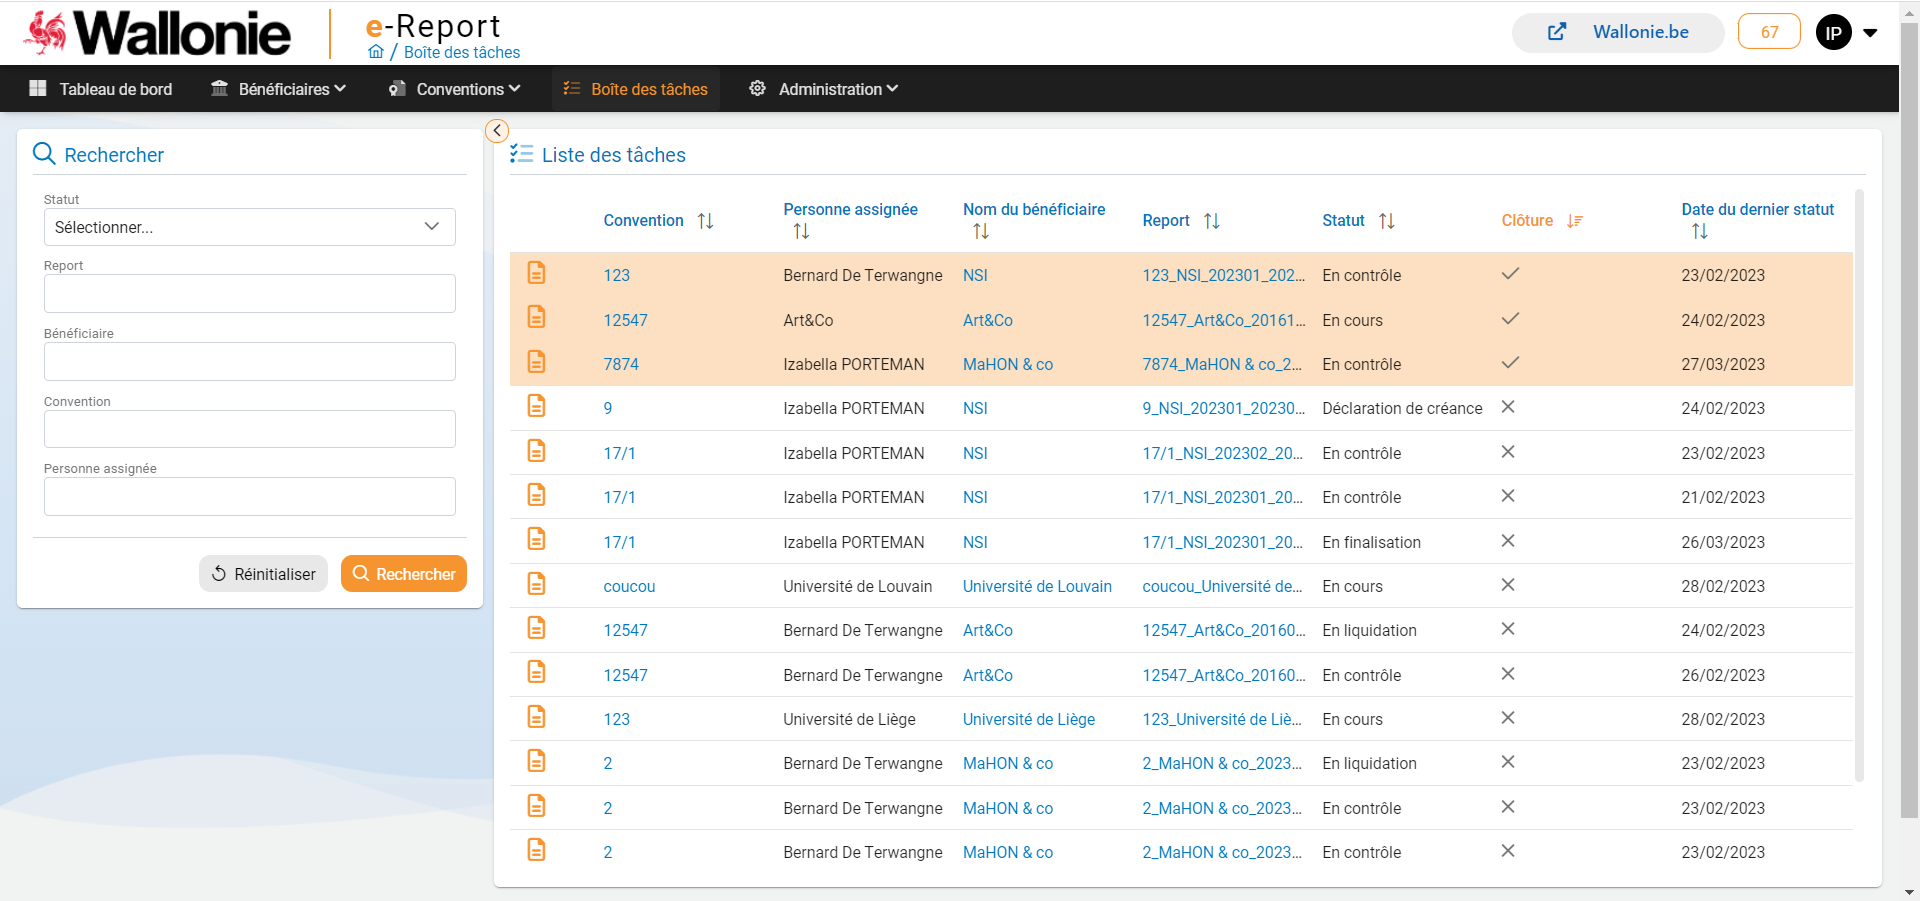 Wallonie
e-Report
/ Boîte des tâches
Wallonie.be
67
IP
Tableau de bord
Bénéficiaires
Conventions
Boîte des tâches
Administration
Rechercher
Statut
Sélectionner...
Report
Bénéficiaire
Convention
Personne assignée
Réinitialiser
Rechercher
Liste des tâches
Convention Personne assignée Nom du bénéficiaire Report Statut Clôture Date du dernier statut
123 Bernard De Terwangne NSI 123_NSI_202301_202... En contrôle 23/02/2023
12547 Art&Co Art&Co 12547_Art&Co_20161... En cours 24/02/2023
7874 Izabella PORTEMAN MaHON & co 7874_MaHON & co_2... En contrôle 27/03/2023
9 Izabella PORTEMAN NSI 9_NSI_202301_20230... Déclaration de créance 24/02/2023
17/1 Izabella PORTEMAN NSI 17/1_NSI_202302_20... En contrôle 23/02/2023
17/1 Izabella PORTEMAN NSI 17/1_NSI_202301_20... En contrôle 21/02/2023
17/1 Izabella PORTEMAN NSI 17/1_NSI_202301_20... En finalisation 26/03/2023
coucou Université de Louvain Université de Louvain coucou_Université de... En cours 28/02/2023
12547 Bernard De Terwangne Art&Co 12547_Art&Co_20160... En liquidation 24/02/2023
12547 Bernard De Terwangne Art&Co 12547_Art&Co_20160... En contrôle 26/02/2023
123 Université de Liège Université de Liège 123_Université de Liè... En cours 28/02/2023
2 Bernard De Terwangne MaHON & co 2_MaHON & co_2023... En liquidation 23/02/2023
2 Bernard De Terwangne MaHON & co 2_MaHON & co_2023... En contrôle 23/02/2023
2 Bernard De Terwangne MaHON & co 2_MaHON & co_2023... En contrôle 23/02/2023